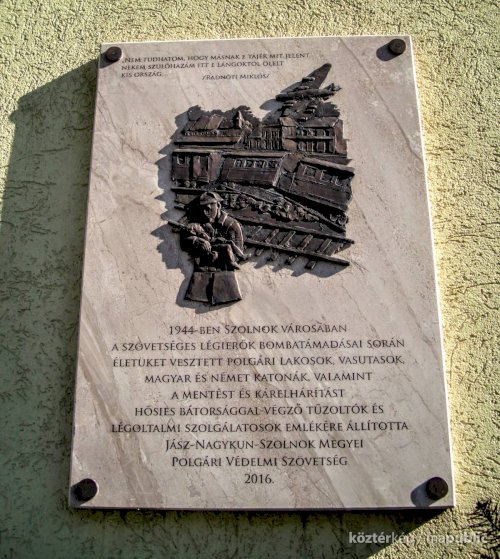 „NEM TUDHATOM, HOGY MÁSNAK E TÁJÉK MIT JELENT
NEKEM SZÜLŐHAZÁM ITT E LÁNGOKTÓL ÖLELT
KIS ORSZÁG.
/RADNÓTI MIKLÓS/
1944-BEN SZOLNOK VÁROSÁBAN
A SZÖVETSÉGES LÉGIERŐK BOMBATÁMADÁSAI SORÁN
ÉLETÜKET VESZTETT POLGÁRI LAKOSOK, VASUTASOK,
MAGYAR ÉS NÉMET KATONÁK, VALAMINT
A MENTÉST ÉS KÁRELHÁRÍTÁST
HŐSIES BÁTORSÁGGAL VÉGZŐ TŰZOLTÓK ÉS
LÉGOLTALMI SZOLGÁLATOSOK EMLÉKÉRE ÁLLÍTOTTA
JÁSZ-NAGYKUN-SZOLNOK MEGYEI
POLGÁRI VÉDELMI SZÖVETSÉG
2016.
köztérkép / mapublic